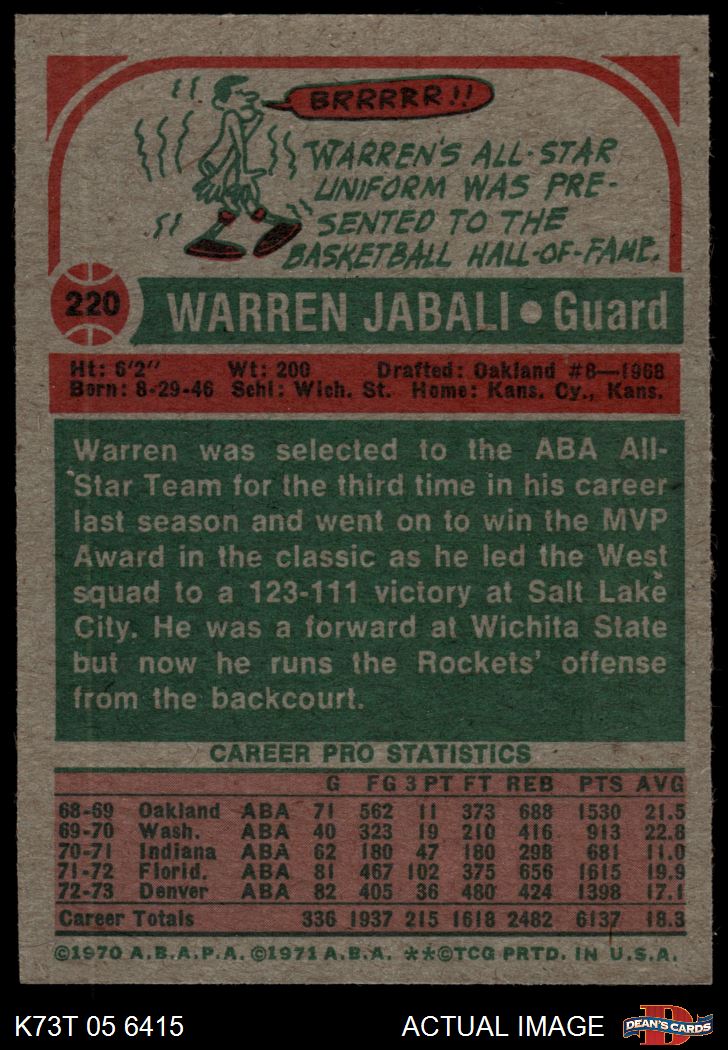 BRRRRR!!
WARREN'S ALL-STAR
UNIFORM WAS PRE-
SENTED TO THE
BASKETBALL HALL-OF-FAME.
220 WARREN JABALI • Guard
Ht: 6'2" Wt: 200 Drafted: Oakland #8—1968
Born: 8-29-46 Schl: Wich. St. Home: Kans. Cy., Kans.
Warren was selected to the ABA All-
Star Team for the third time in his career
last season and went on to win the MVP
Award in the classic as he led the West
squad to a 123-111 victory at Salt Lake
City. He was a forward at Wichita State
but now he runs the Rockets' offense
from the backcourt.
CAREER PRO STATISTICS
G FG 3 PT FT REB PTS AVG
68-69 Oakland ABA 71 562 11 373 688 1530 21.5
69-70 Wash. ABA 40 323 19 210 416 913 22.8
70-71 Indiana ABA 62 180 47 180 298 681 11.0
71-72 Florid. ABA 81 467 102 375 656 1615 19.9
72-73 Denver ABA 82 405 36 480 424 1398 17.1
Career Totals 336 1937 215 1618 2482 6137 18.3
©1970 A.B.A.P.A. ©1971 A.B.A. **©TCG PRTD. IN U.S.A.
K73T 05 6415 ACTUAL IMAGE D DEAN'S CARDS